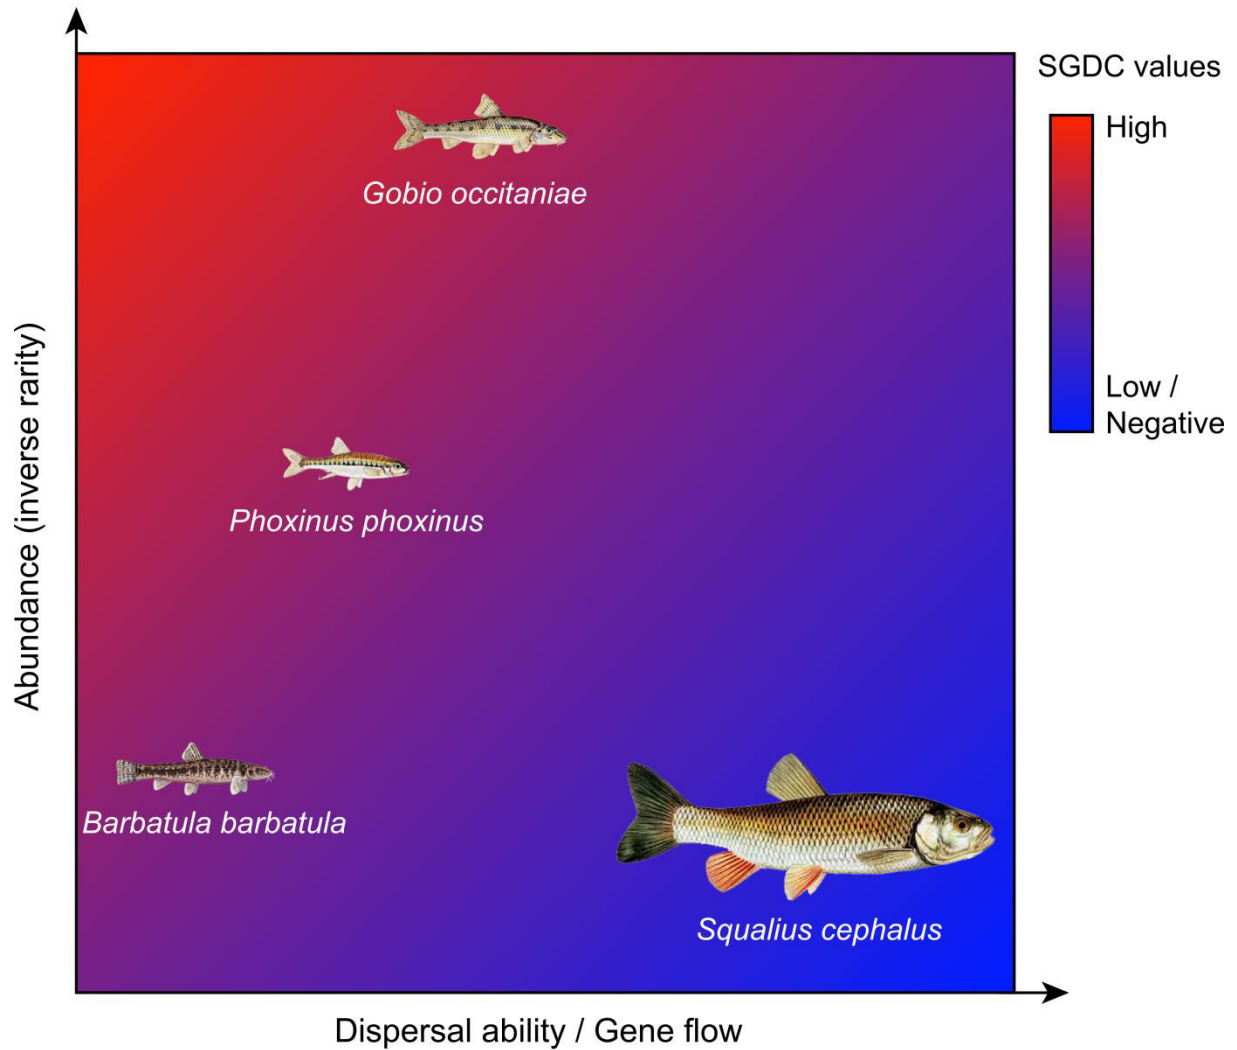 SGDC values
High
Low /
Negative
Gobio occitaniae
Phoxinus phoxinus
Barbatula barbatula
Squalius cephalus
Abundance (inverse rarity)
Dispersal ability / Gene flow